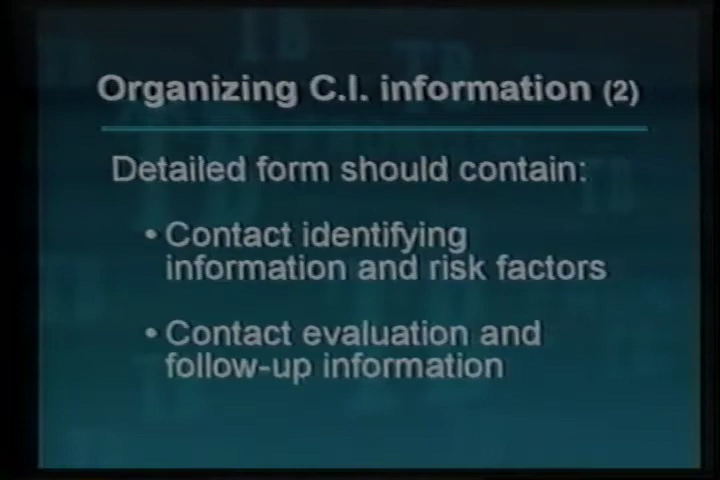 Organizing C.I. information (2)
Detailed form should contain:
• Contact identifying
information and risk factors
• Contact evaluation and
follow-up information